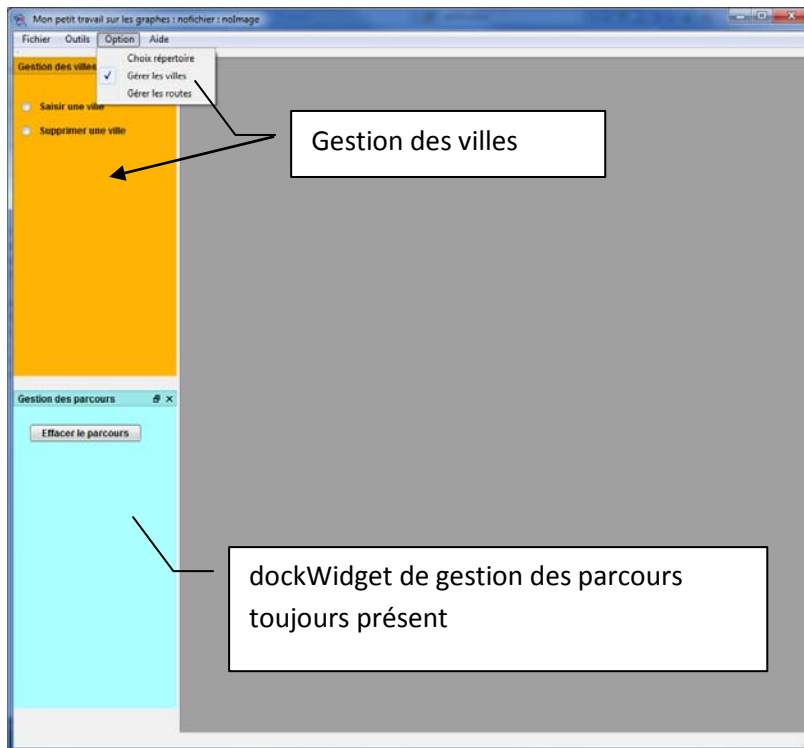 Mon petit travail sur les graphes : nofichier : noImage
Fichier Outils Option Aide
Choix répertoire
Gérer les villes
Gérer les routes
Gestion des villes
Saisir une ville
Supprimer une ville
Gestion des villes
Gestion des parcours
Effacer le parcours
dockWidget de gestion des parcours
toujours présent